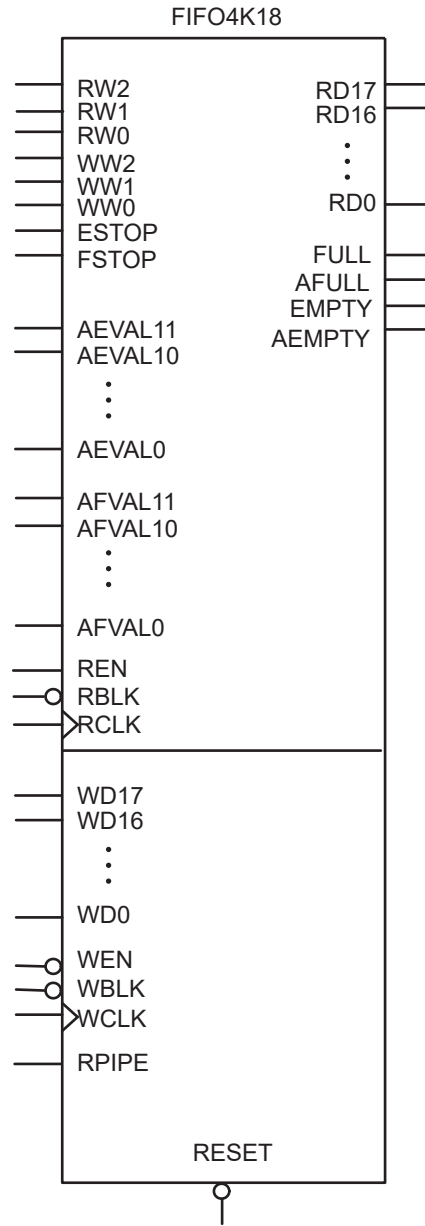 FIFO4K18
RW2
RW1
RW0
WW2
WW1
WW0
ESTOP
FSTOP
AEVAL11
AEVAL10
AEVAL0
AFVAL11
AFVAL10
AFVAL0
REN
RBLK
RCLK
WD17
WD16
WD0
WEN
WBLK
WCLK
RPIPE
RD17
RD16
RD0
FULL
AFULL
EMPTY
AEMPTY
RESET